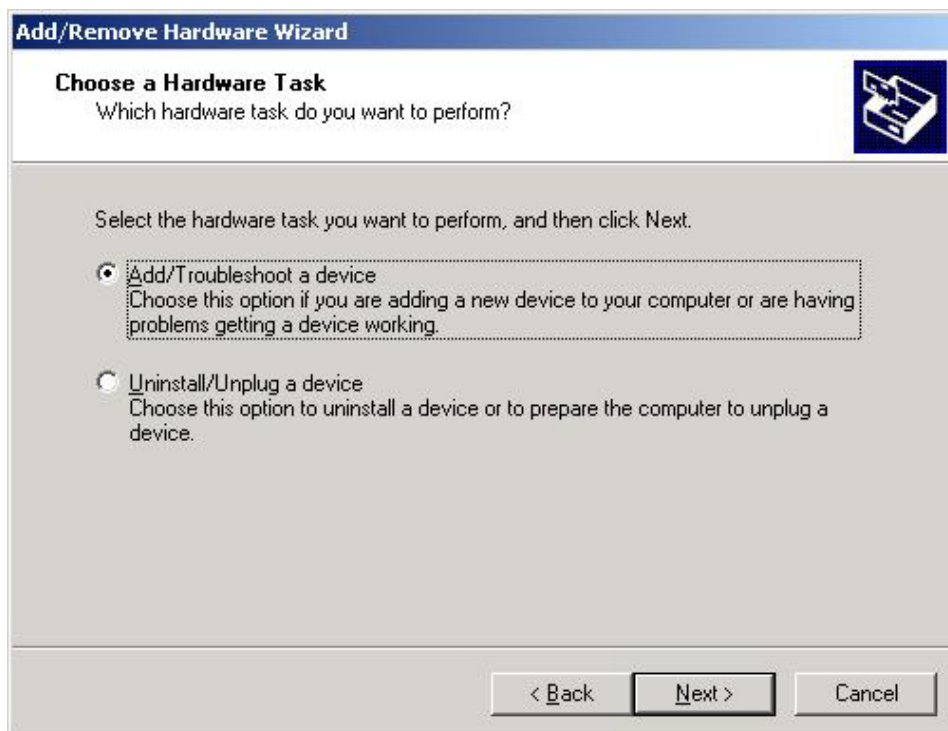 Add/Remove Hardware Wizard
Choose a Hardware Task
Which hardware task do you want to perform?
Select the hardware task you want to perform, and then click Next.
Add/Troubleshoot a device
Choose this option if you are adding a new device to your computer or are having
problems getting a device working.
Uninstall/Unplug a device
Choose this option to uninstall a device or to prepare the computer to unplug a
device.
< Back Next > Cancel